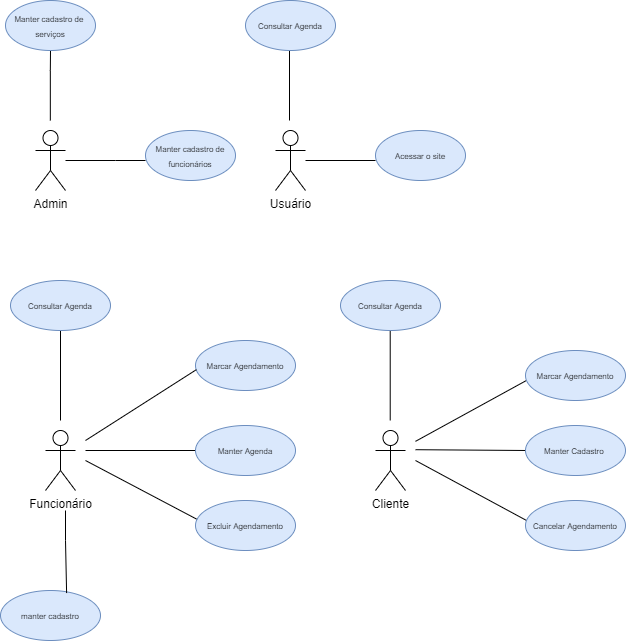 Manter cadastro de
serviços
Consultar Agenda
Manter cadastro de
funcionários
Acessar o site
Admin
Usuário
Consultar Agenda
Consultar Agenda
Marcar Agendamento
Marcar Agendamento
Manter Agenda
Manter Cadastro
Funcionário
Cliente
Excluir Agendamento
Cancelar Agendamento
manter cadastro